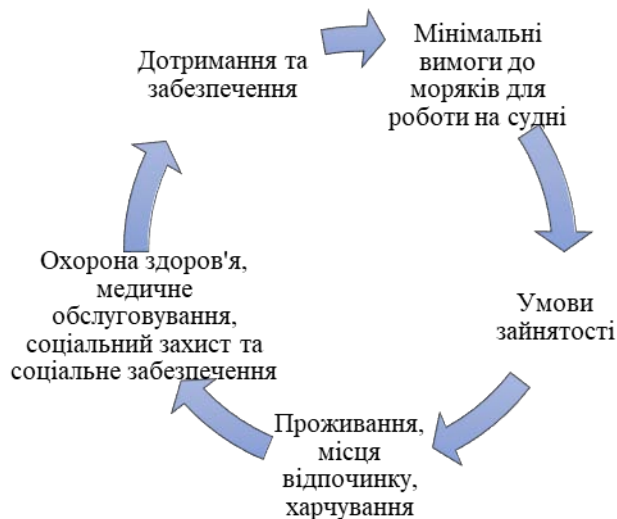 Мінімальні
вимоги до
моряків для
роботи на судні
Умови
зайнятості
Проживання,
місця
відпочинку,
харчування
Охорона здоров'я,
медичне
обслуговування,
соціальний захист та
соціальне забезпечення
Дотримання та
забезпечення